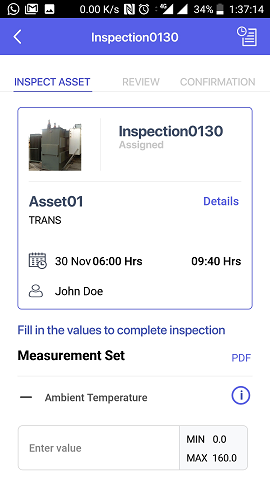 0.00 K/s 4G 34% 1:37:14
Inspection0130
INSPECT ASSET REVIEW CONFIRMATION
Inspection0130
Assigned
Asset01 Details
TRANS
30 Nov 06:00 Hrs 09:40 Hrs
John Doe
Fill in the values to complete inspection
Measurement Set PDF
Ambient Temperature
Enter value MIN 0.0
MAX 160.0